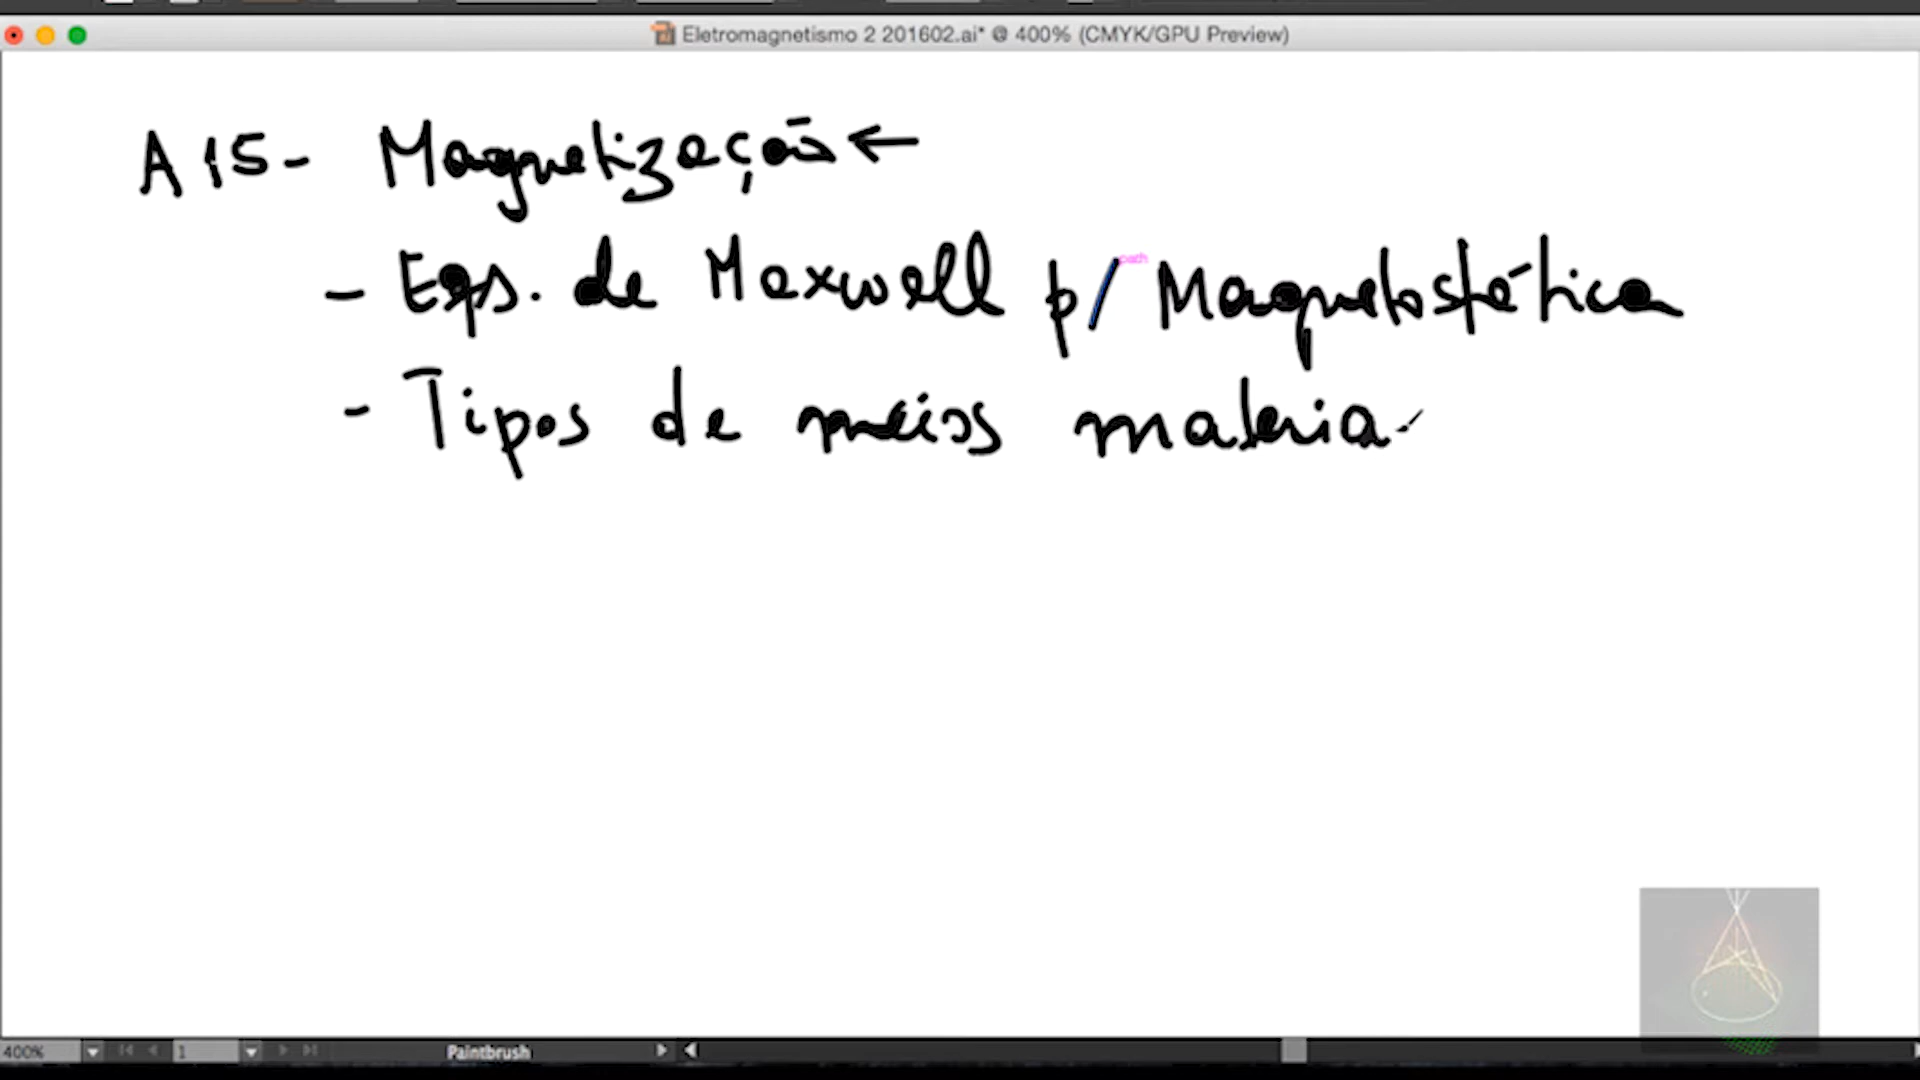 Eletromagnetismo 2 201602.ai* @ 400% (CMYK/GPU Preview)
A15- Magnetização ←
- Eqs. de Maxwell p/ Magnetostática
path
- Tipos de meios materia
400% 1 Paintbrush